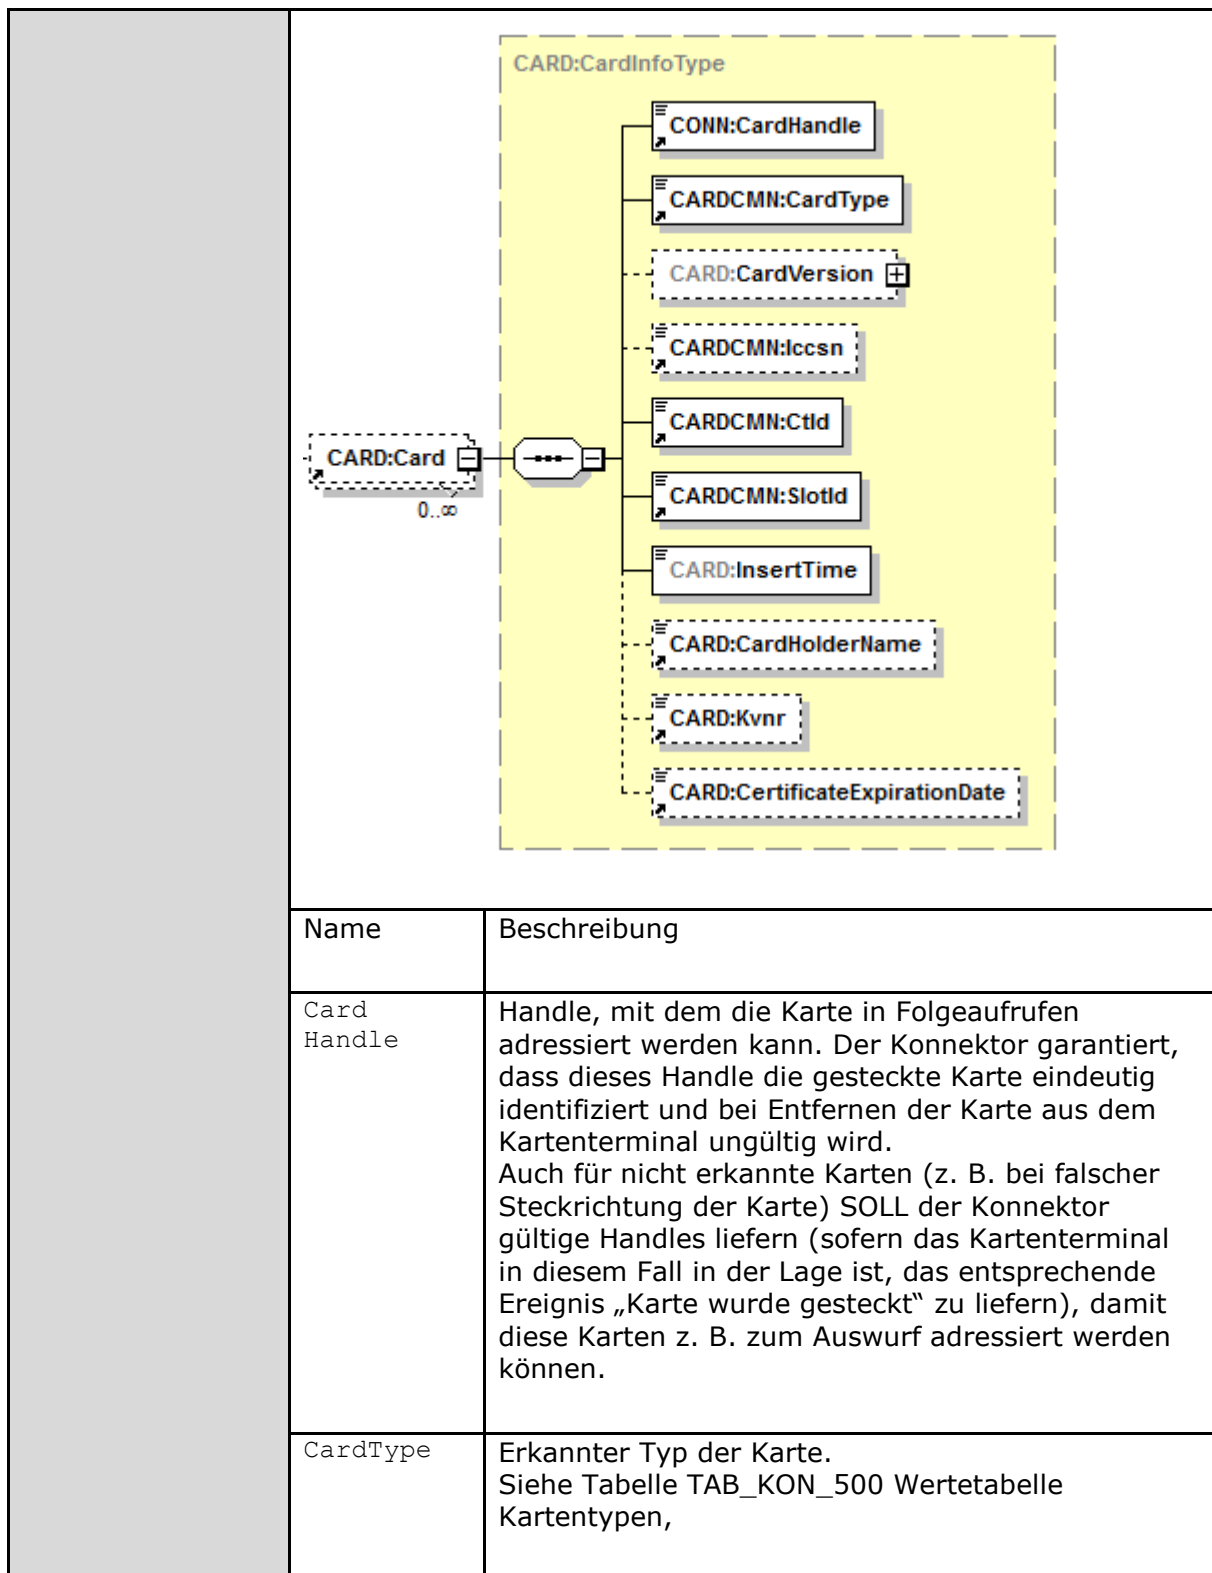 CARD:CardInfoType
CONN:CardHandle
CARDCMN:CardType
CARD:CardVersion
CARDCMN:Iccsn
CARDCMN:CtId
CARD:Card
0..∞
CARDCMN:SlotId
CARD:InsertTime
CARD:CardHolderName
CARD:Kvnr
CARD:CertificateExpirationDate
Name
Beschreibung
Card
Handle
Handle, mit dem die Karte in Folgeaufrufen
adressiert werden kann. Der Konnektor garantiert,
dass dieses Handle die gesteckte Karte eindeutig
identifiziert und bei Entfernen der Karte aus dem
Kartenterminal ungültig wird.
Auch für nicht erkannte Karten (z. B. bei falscher
Steckrichtung der Karte) SOLL der Konnektor
gültige Handles liefern (sofern das Kartenterminal
in diesem Fall in der Lage ist, das entsprechende
Ereignis „Karte wurde gesteckt“ zu liefern), damit
diese Karten z. B. zum Auswurf adressiert werden
können.
CardType
Erkannter Typ der Karte.
Siehe Tabelle TAB_KON_500 Wertetabelle
Kartentypen,